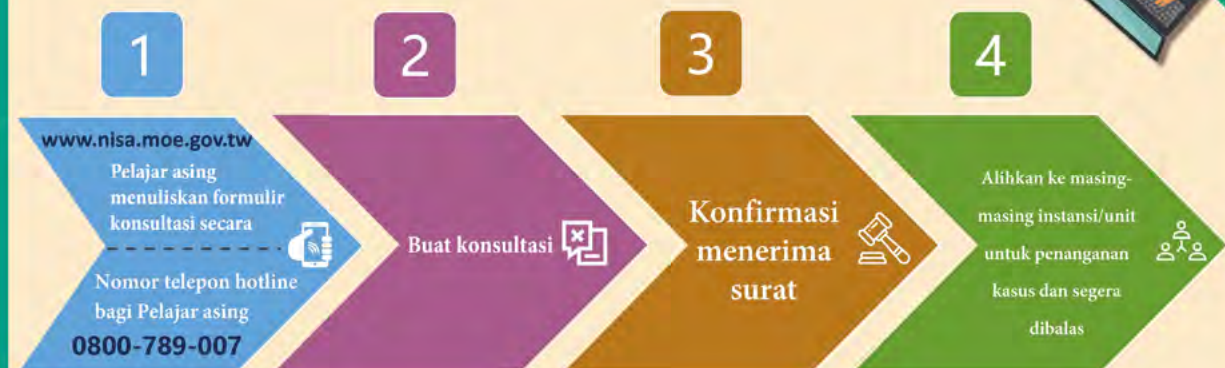 1
www.nisa.moe.gov.tw
Pelajar asing
menuliskan formulir
konsultasi secara
Nomor telepon hotline
bagi Pelajar asing
0800-789-007
2
Buat konsultasi
3
Konfirmasi
menerima
surat
4
Alihkan ke masing-
masing instansi/unit
untuk penanganan
kasus dan segera
dibalas